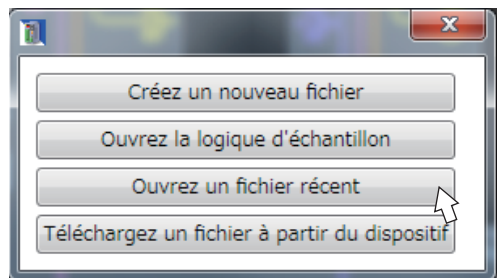 Créez un nouveau fichier
Ouvrez la logique d'échantillon
Ouvrez un fichier récent
Téléchargez un fichier à partir du dispositif